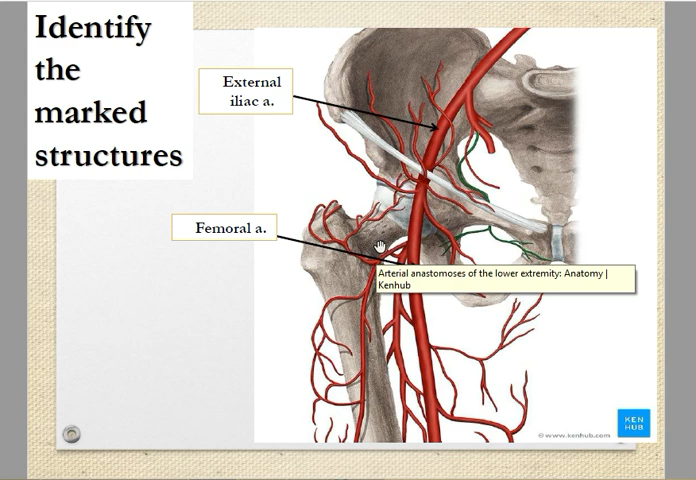 Identify
the
marked
structures
External
iliac a.
Femoral a.
Arterial anastomoses of the lower extremity: Anatomy |
Kenhub
KEN
HUB
© www.kenhub.com